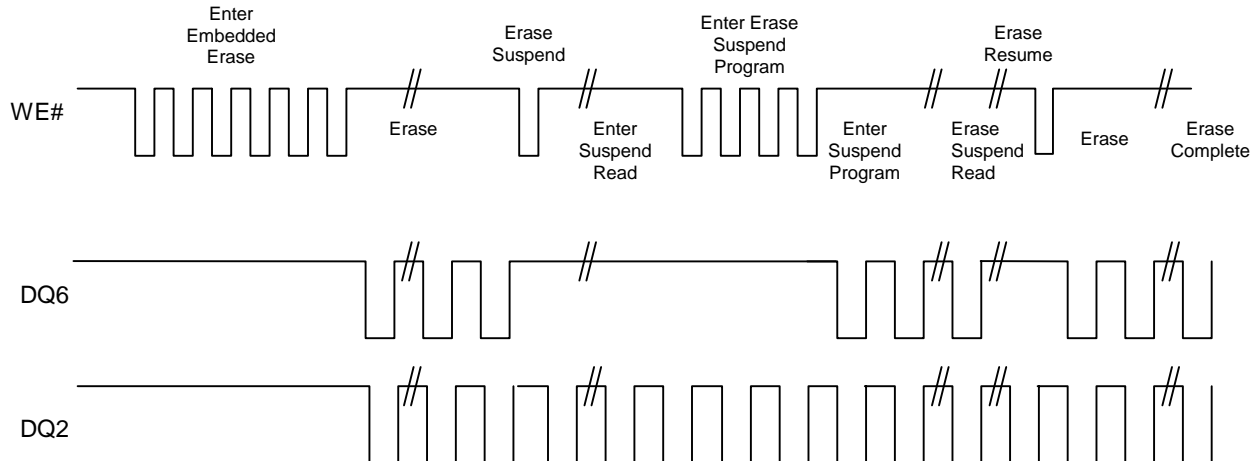 Enter
Embedded
Erase
Erase
Suspend
Enter Erase
Suspend
Program
Erase
Resume
WE#
Erase
Enter
Suspend
Read
Enter
Suspend
Program
Erase
Suspend
Read
Erase
Erase
Complete
DQ6
DQ2